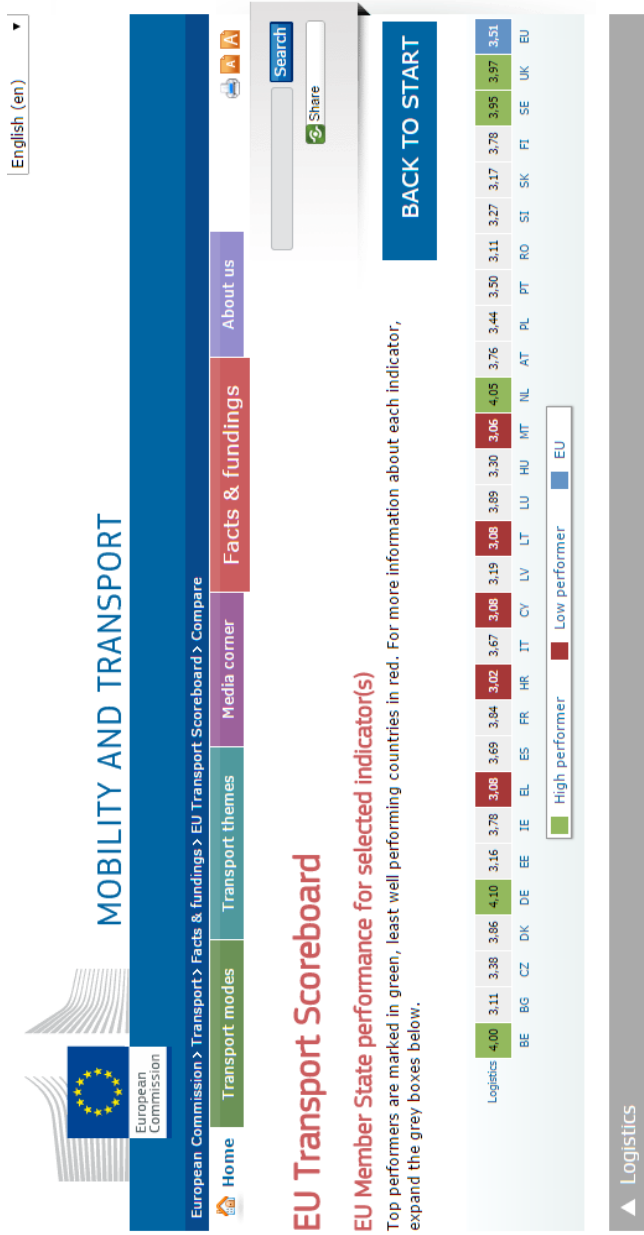 English (en)
MOBILITY AND TRANSPORT
European
Commission
European Commission > Transport > Facts & fundings > EU Transport Scoreboard > Compare
Home Transport modes Transport themes Media corner Facts & fundings About us A A
Search
Share
EU Transport Scoreboard
EU Member State performance for selected indicator(s)
Top performers are marked in green, least well performing countries in red. For more information about each indicator,
expand the grey boxes below.
BACK TO START
Logistics 4,00 3,11 3,38 3,86 4,10 3,16 3,78 3,08 3,69 3,84 3,02 3,67 3,08 3,19 3,08 3,89 3,30 3,06 4,05 3,76 3,44 3,50 3,11 3,27 3,17 3,78 3,95 3,97 3,51
BE BG CZ DK DE EE IE EL ES FR HR IT CY LV LT LU HU MT NL AT PL PT RO SI SK FI SE UK EU
High performer Low performer EU
Logistics